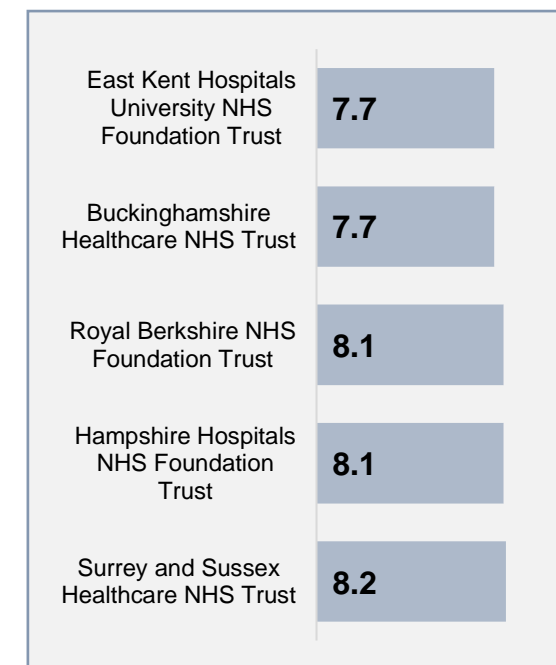 East Kent Hospitals
University NHS
Foundation Trust
7.7
Buckinghamshire
Healthcare NHS Trust
7.7
Royal Berkshire NHS
Foundation Trust
8.1
Hampshire Hospitals
NHS Foundation
Trust
8.1
Surrey and Sussex
Healthcare NHS Trust
8.2